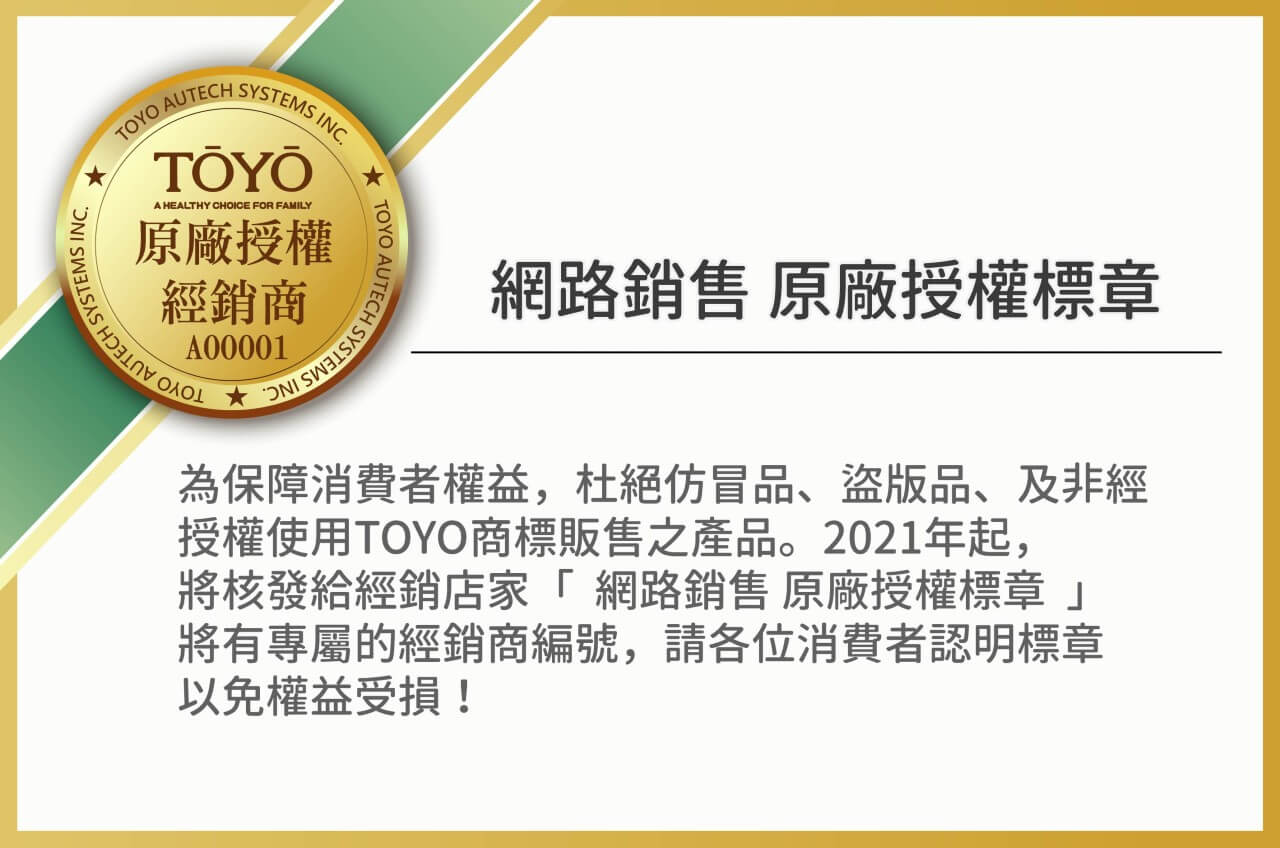 TOYO AUTECH SYSTEMS INC.
TOYO AUTECH SYSTEMS INC.
TOYO AUTECH SYSTEMS INC.
TŌYŌ
A HEALTHY CHOICE FOR FAMILY
原廠授權
經銷商
A00001
網路銷售 原廠授權標章
為保障消費者權益，杜絕仿冒品、盜版品、及非經
授權使用TOYO商標販售之產品。2021年起，
將核發給經銷店家「 網路銷售 原廠授權標章 」
將有專屬的經銷商編號，請各位消費者認明標章
以免權益受損！